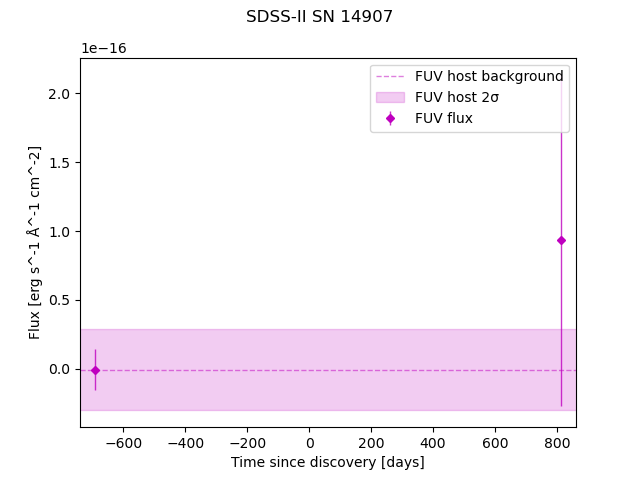 SDSS-II SN 14907
1e−16
FUV host background
FUV host 2σ
FUV flux
2.0
1.5
1.0
0.5
0.0
Flux [erg s^-1 Å^-1 cm^-2]
−600 −400 −200 0 200 400 600 800
Time since discovery [days]